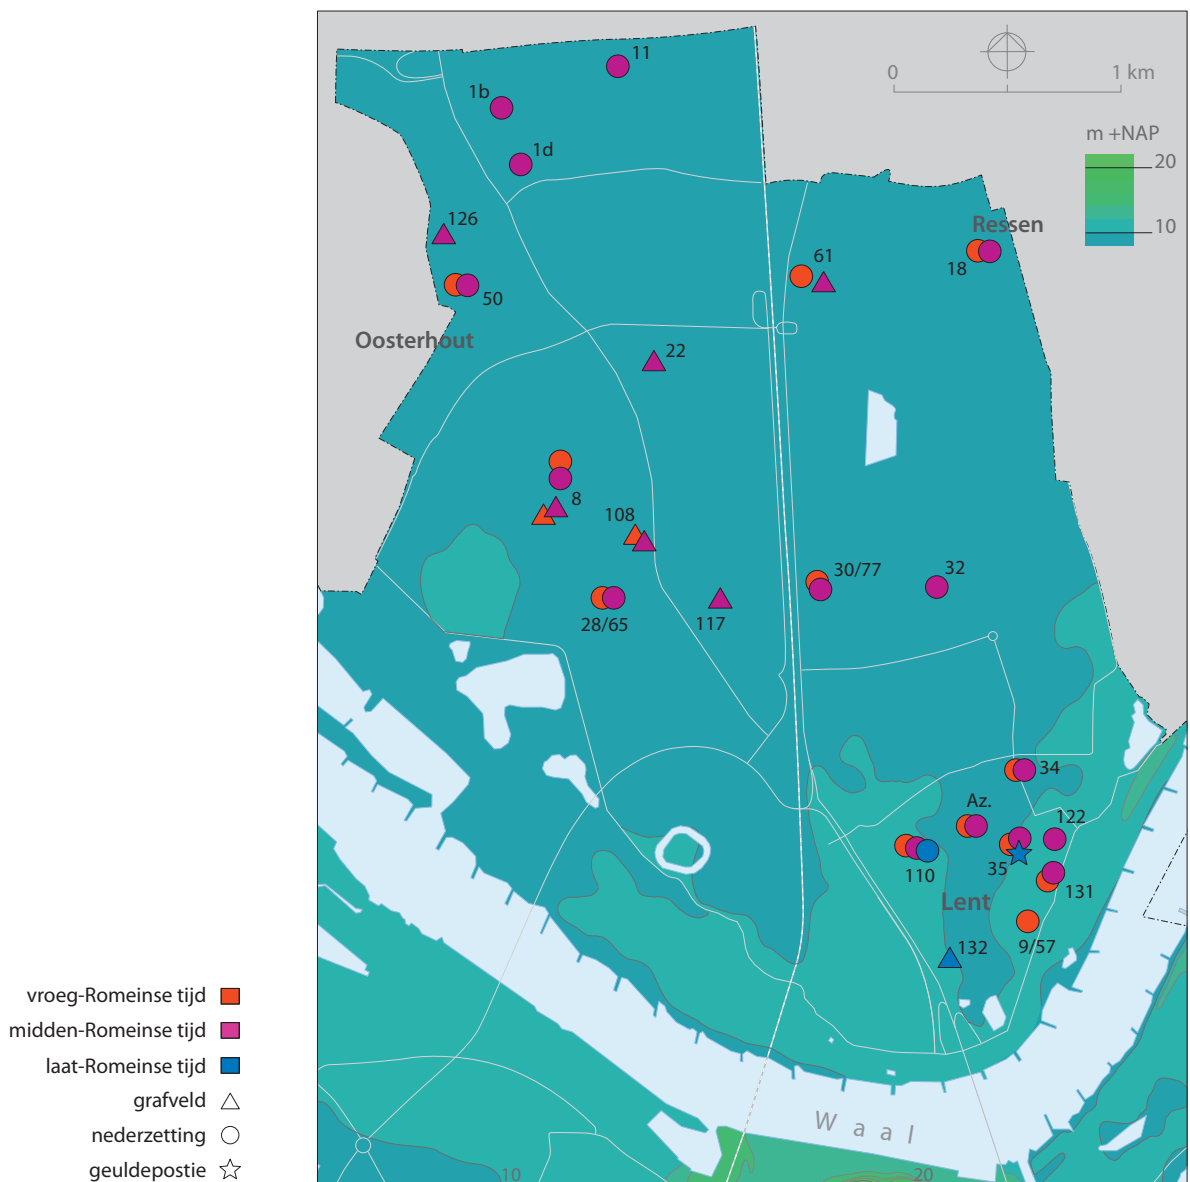 11
0 1 km
1b
m +NAP
20
1d
10
126
Ressen
61
18
50
Oosterhout
22
8
108
30/77
32
28/65
117
34
Az.
122
110
35
131
Lent
132
9/57
vroeg-Romeinse tijd
midden-Romeinse tijd
laat-Romeinse tijd
grafveld
nederzetting
geuldepostie
Waal
10
20